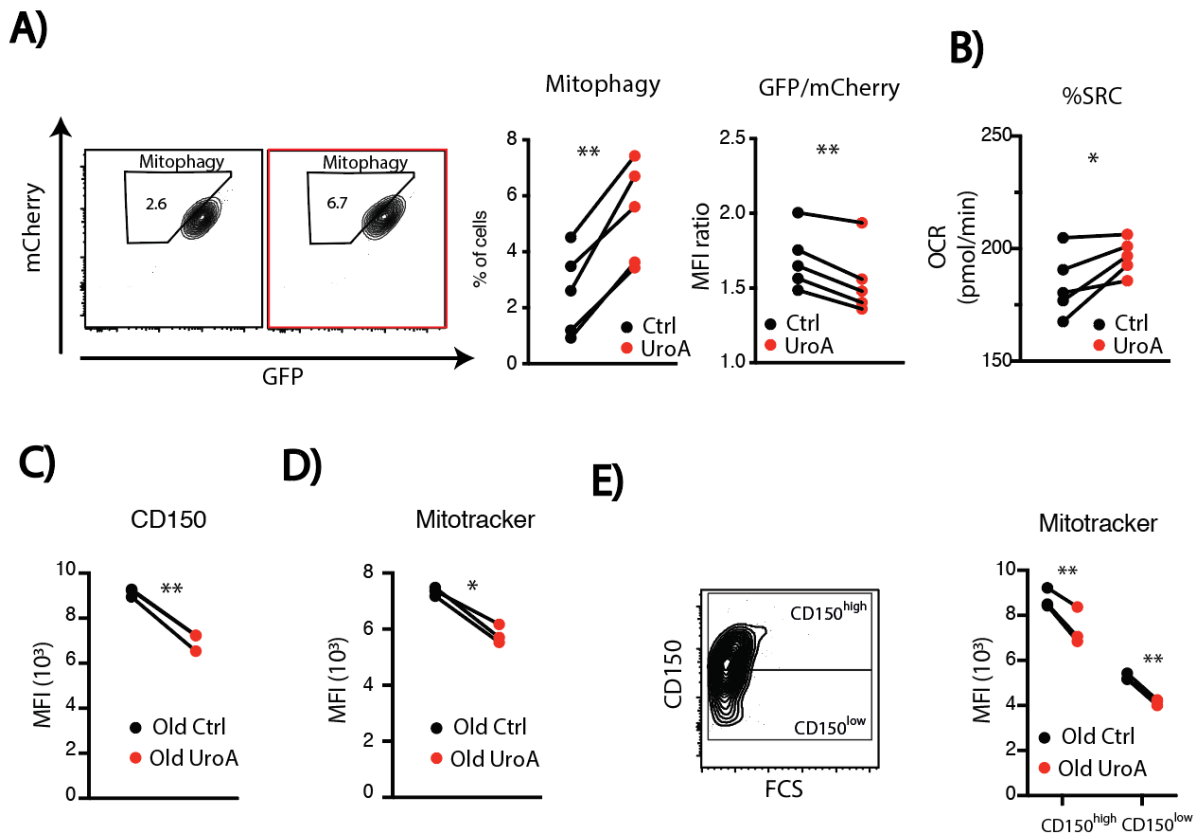 A)
mCherry
Mitophagy
2.6
Mitophagy
6.7
GFP
Mitophagy
% of cells
8
6
4
2
0
**
Ctrl
UroA
GFP/mCherry
MFI ratio
2.5
2.0
1.5
1.0
**
Ctrl
UroA
B)
%SRC
OCR
(pmol/min)
250
200
150
*
Ctrl
UroA
C)
CD150
MFI (10³)
10
8
6
4
2
0
**
Old Ctrl
Old UroA
D)
Mitotracker
MFI (10³)
8
6
4
2
0
*
Old Ctrl
Old UroA
E)
CD150
CD150high
CD150low
FCS
Mitotracker
MFI (10³)
10
8
6
4
2
0
**
**
Old Ctrl
Old UroA
CD150high CD150low